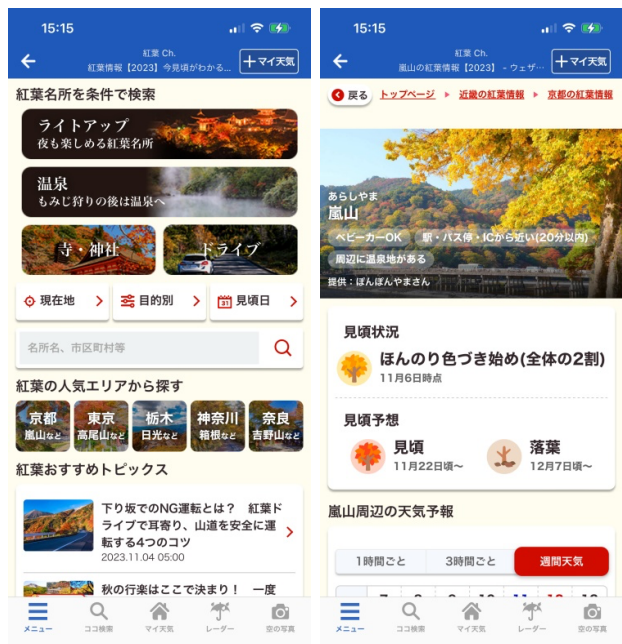 15:15
紅葉 Ch.
紅葉情報【2023】今見頃がわかる...
＋マイ天気
紅葉名所を条件で検索
ライトアップ
夜も楽しめる紅葉名所
温泉
もみじ狩りの後は温泉へ
寺・神社
ドライブ
現在地
目的別
31
見頃日
名所名、市区町村等
紅葉の人気エリアから探す
京都
嵐山など
東京
高尾山など
栃木
日光など
神奈川
箱根など
奈良
吉野山など
紅葉おすすめトピックス
下り坂でのNG運転とは？ 紅葉ド
ライブで耳寄り、山道を安全に運
転する4つのコツ
2023.11.04 05:00
秋の行楽はここで決まり！ 一度
メニュー
ココ検索
マイ天気
レーダー
空の写真
15:15
紅葉 Ch.
嵐山の紅葉情報【2023】 - ウェザ...
＋マイ天気
戻る
トップページ
近畿の紅葉情報
京都の紅葉情報
あらしやま
嵐山
ベビーカーOK
駅・バス停・ICから近い(20分以内)
周辺に温泉地がある
提供：ぽんぽんやまさん
見頃状況
ほんのり色づき始め(全体の2割)
11月6日時点
見頃予想
見頃
11月22日頃〜
落葉
12月7日頃〜
嵐山周辺の天気予報
1時間ごと
3時間ごと
週間天気
メニュー
ココ検索
マイ天気
レーダー
空の写真